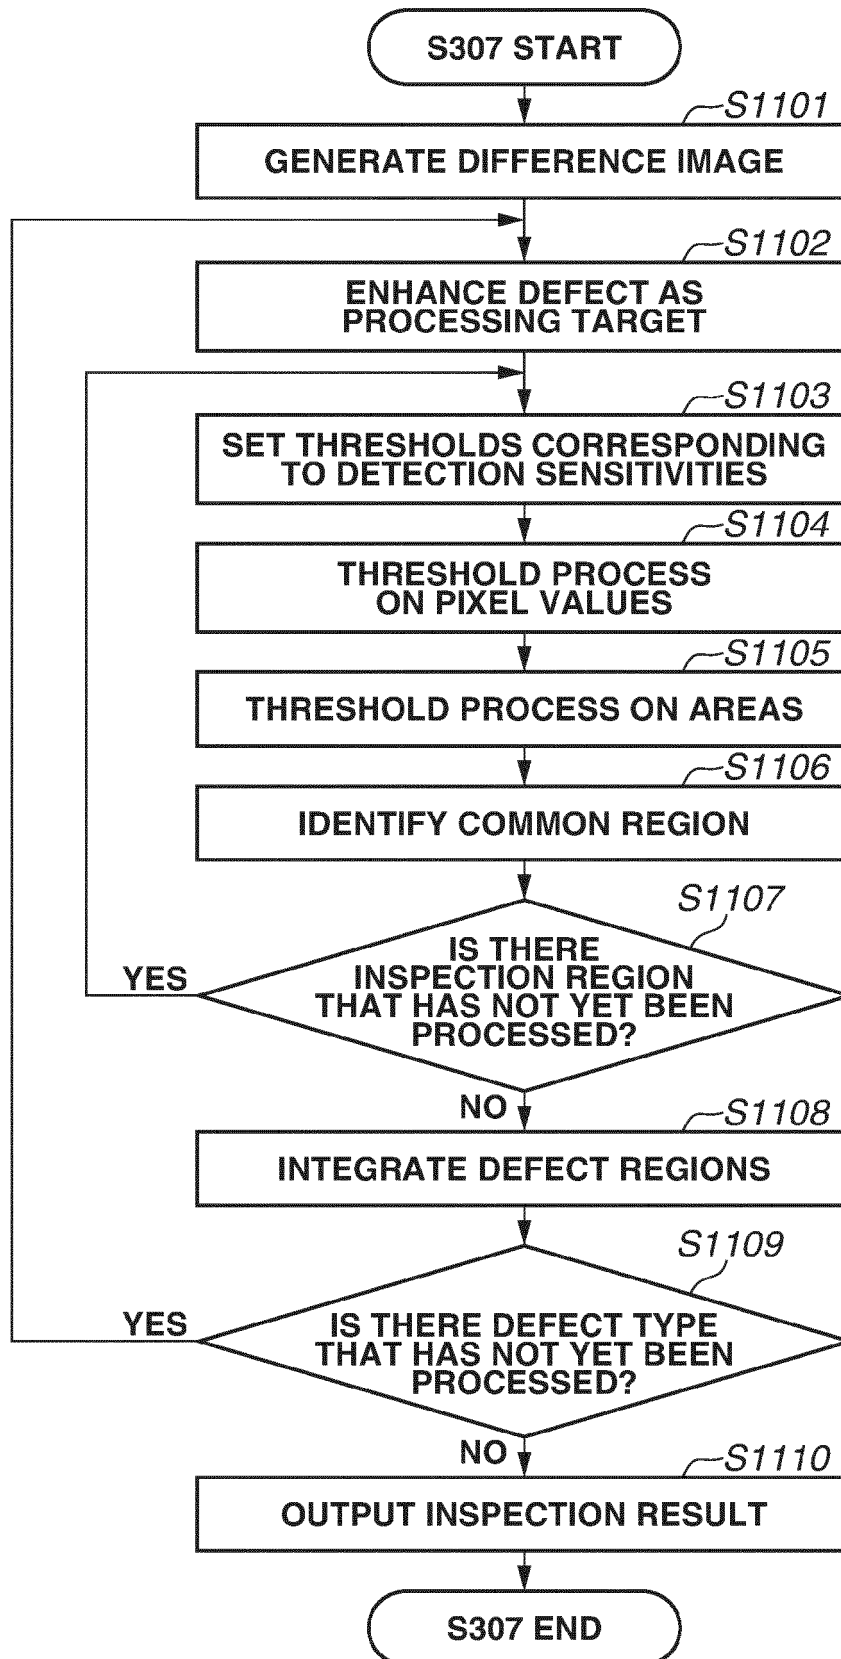 S307 START
S1101
GENERATE DIFFERENCE IMAGE
S1102
ENHANCE DEFECT AS
PROCESSING TARGET
S1103
SET THRESHOLDS CORRESPONDING
TO DETECTION SENSITIVITIES
S1104
THRESHOLD PROCESS
ON PIXEL VALUES
S1105
THRESHOLD PROCESS ON AREAS
S1106
IDENTIFY COMMON REGION
S1107
IS THERE
INSPECTION REGION
THAT HAS NOT YET BEEN
PROCESSED?
YES
NO
S1108
INTEGRATE DEFECT REGIONS
S1109
IS THERE DEFECT TYPE
THAT HAS NOT YET BEEN
PROCESSED?
YES
NO
S1110
OUTPUT INSPECTION RESULT
S307 END